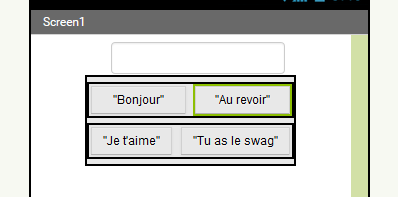 Screen1
"Bonjour" "Au revoir"
"Je t'aime" "Tu as le swag"